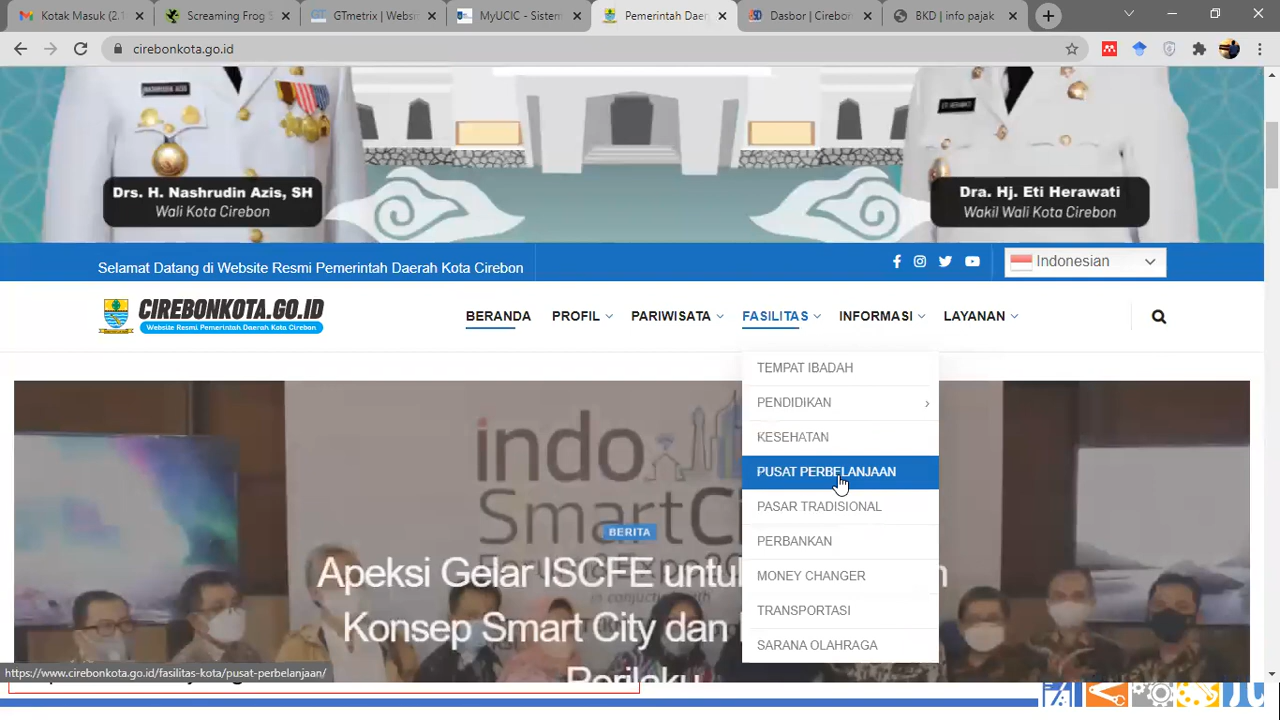 Kotak Masuk (2.1
Screaming Frog S
GTmetrix | Websi
MyUCIC - Sistem
Pemerintah Daer
Dasbor | Cirebon
BKD | info pajak
cirebonkota.go.id
Drs. H. Nashrudin Azis, SH
Wali Kota Cirebon
Dra. Hj. Eti Herawati
Wakil Wali Kota Cirebon
Selamat Datang di Website Resmi Pemerintah Daerah Kota Cirebon
Indonesian
CIREBONKOTA.GO.ID
Website Resmi Pemerintah Daerah Kota Cirebon
BERANDA PROFIL PARIWISATA FASILITAS INFORMASI LAYANAN
TEMPAT IBADAH
PENDIDIKAN
KESEHATAN
PUSAT PERBELANJAAN
PASAR TRADISIONAL
PERBANKAN
MONEY CHANGER
TRANSPORTASI
SARANA OLAHRAGA
indo
SmartCi
BERITA
Apeksi Gelar ISCFE
Konsep Smart City dan
Perilaku
https://www.cirebonkota.go.id/fasilitas-kota/pusat-perbelanjaan/